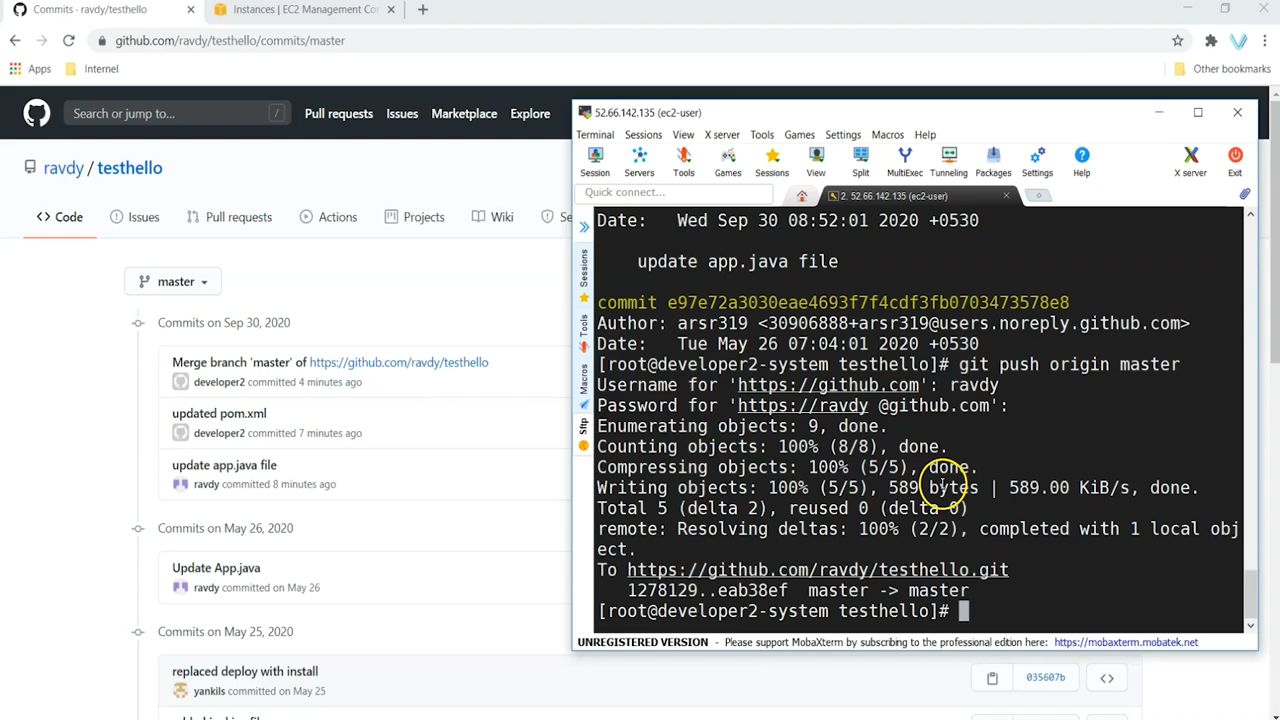 Commits · ravdy/testhello
Instances | EC2 Management Co
github.com/ravdy/testhello/commits/master
Apps
Internet
Other bookmarks
Search or jump to...
/
Pull requests
Issues
Marketplace
Explore
ravdy / testhello
<> Code
Issues
Pull requests
Actions
Projects
Wiki
Se
master
Commits on Sep 30, 2020
Merge branch 'master' of https://github.com/ravdy/testhello
developer2 committed 4 minutes ago
updated pom.xml
developer2 committed 7 minutes ago
update app.java file
ravdy committed 8 minutes ago
Commits on May 26, 2020
Update App.java
ravdy committed on May 26
Commits on May 25, 2020
replaced deploy with install
yankils committed on May 25
035607b
<>
52.66.142.135 (ec2-user)
Terminal Sessions View X server Tools Games Settings Macros Help
Session Servers Tools Games Sessions View Split MultiExec Tunneling Packages Settings Help X server Exit
Quick connect...
2. 52.66.142.135 (ec2-user)
Sessions
Tools
Macros
Sftp
Date: Wed Sep 30 08:52:01 2020 +0530
update app.java file
commit e97e72a3030eae4693f7f4cdf3fb0703473578e8
Author: arsr319 <30906888+arsr319@users.noreply.github.com>
Date: Tue May 26 07:04:01 2020 +0530
[root@developer2-system testhello]# git push origin master
Username for 'https://github.com': ravdy
Password for 'https://ravdy @github.com':
Enumerating objects: 9, done.
Counting objects: 100% (8/8), done.
Compressing objects: 100% (5/5), done.
Writing objects: 100% (5/5), 589 bytes | 589.00 KiB/s, done.
Total 5 (delta 2), reused 0 (delta 0)
remote: Resolving deltas: 100% (2/2), completed with 1 local obj
ect.
To https://github.com/ravdy/testhello.git
1278129..eab38ef master -> master
[root@developer2-system testhello]#
UNREGISTERED VERSION - Please support MobaXterm by subscribing to the professional edition here: https://mobaxterm.mobatek.net